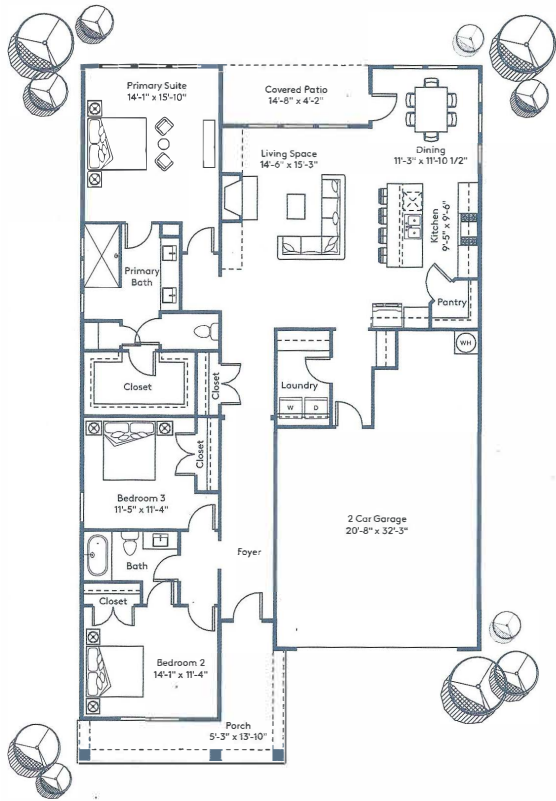 Primary Suite
14'-1" x 15'-10"
Covered Patio
14'-8" x 4'-2"
Living Space
14'-6" x 15'-3"
Dining
11'-3" x 11'-10 1/2"
Kitchen
9'-5" x 9'-6"
Primary
Bath
Pantry
WH
Closet
Closet
Laundry
W
D
Closet
Bedroom 3
11'-5" x 11'-4"
2 Car Garage
20'-8" x 32'-3"
Foyer
Bath
Closet
Bedroom 2
14'-1" x 11'-4"
Porch
5'-3" x 13'-10"